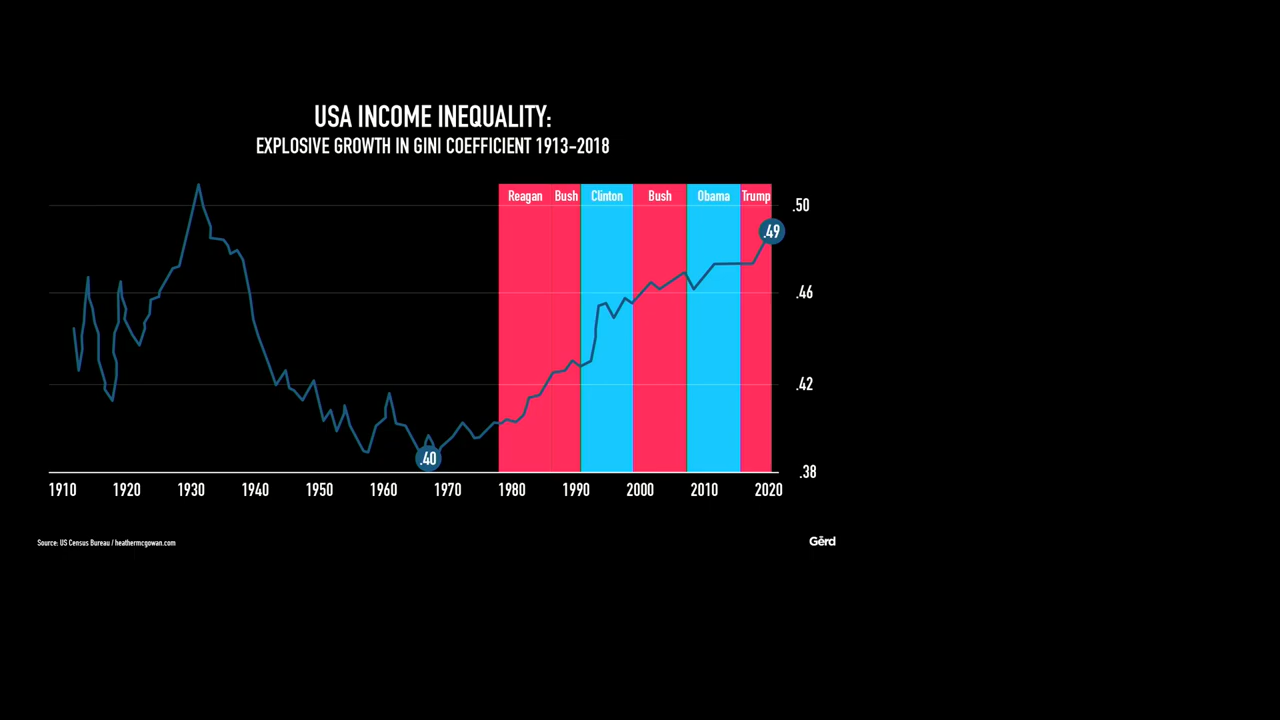 USA INCOME INEQUALITY:
EXPLOSIVE GROWTH IN GINI COEFFICIENT 1913-2018
Reagan Bush Clinton Bush Obama Trump
.50
.49
.46
.42
.40
.38
1910 1920 1930 1940 1950 1960 1970 1980 1990 2000 2010 2020
Source: US Census Bureau / heathermcgowan.com
Gērd